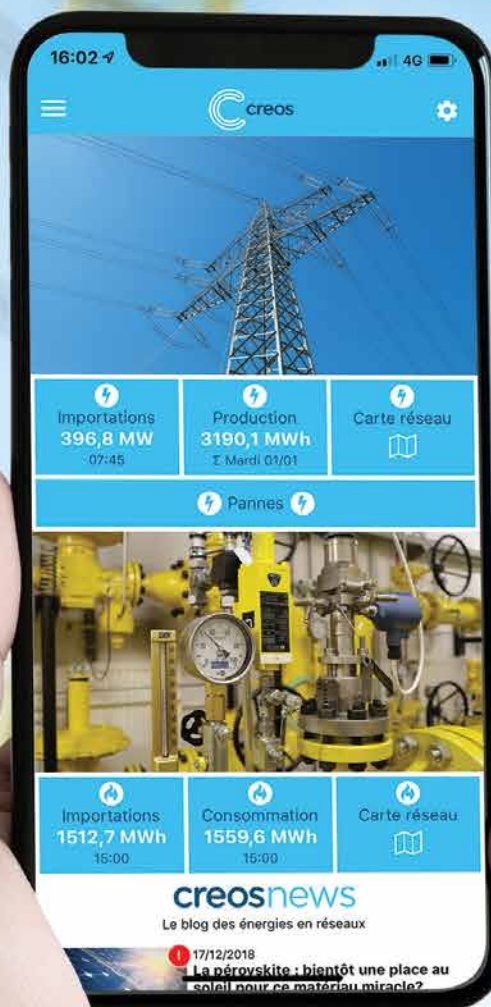 16:02
4G
creos
Importations
396,8 MW
07:45
Production
3190,1 MWh
Σ Mardi 01/01
Carte réseau
Pannes
Importations
1512,7 MWh
15:00
Consommation
1559,6 MWh
15:00
Carte réseau
creosnews
Le blog des énergies en réseaux
17/12/2018
La pérovskite : bientôt une place au
soleil pour ce matériau miracle?